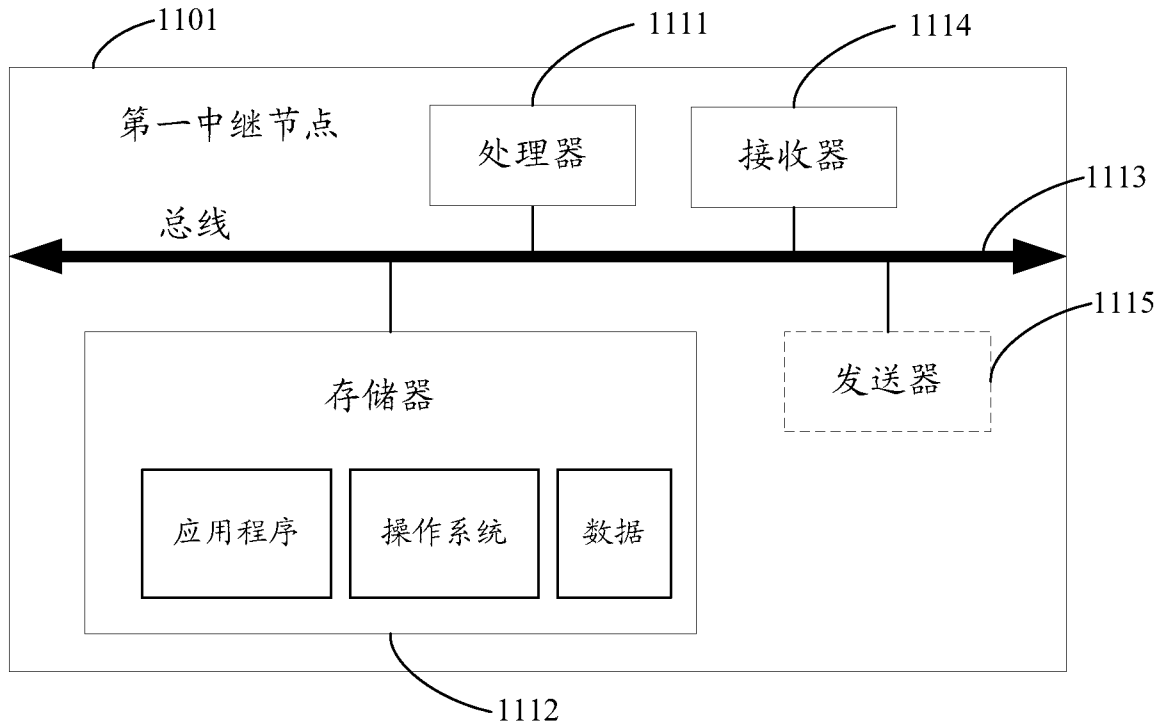 1101
1111
1114
第一中继节点
处理器
接收器
1113
总线
1115
存储器
发送器
应用程序
操作系统
数据
1112